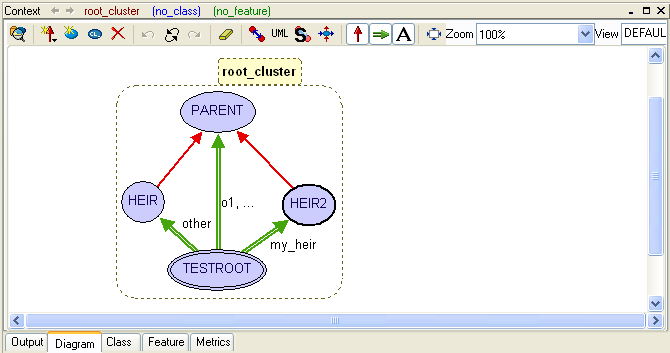 Context root_cluster (no_class) (no_feature)
CL UML S A Zoom 100% View DEFAUL
root_cluster
PARENT
HEIR o1, ... HEIR2
other
my_heir
TESTROOT
Output Diagram Class Feature Metrics